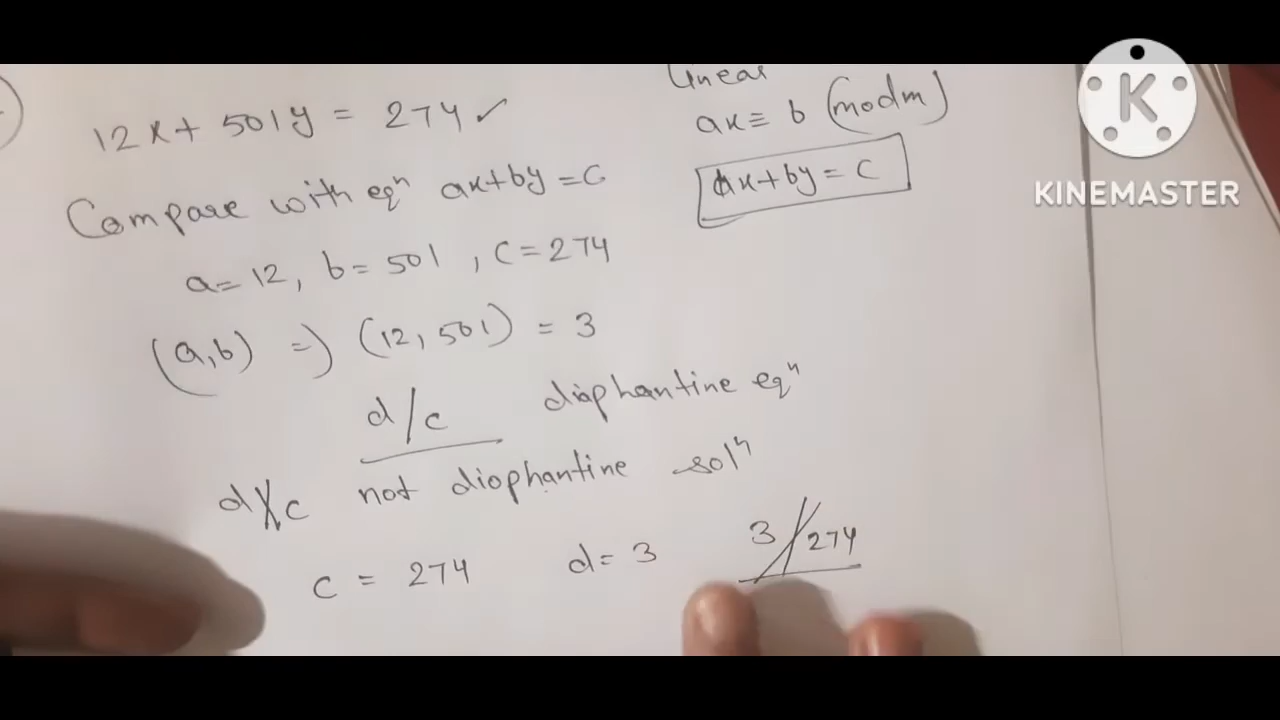 12x + 501y = 274 ✓
Compare with eqⁿ ax+by = c
a = 12, b = 501, c = 274
(a,b) =) (12, 501) = 3
d/c diaphantine eqⁿ
d∤c not diophantine solⁿ
c = 274 d = 3 3∤274
Linear
ax ≡ b (mod m)
ax+by = c
K
KINEMASTER